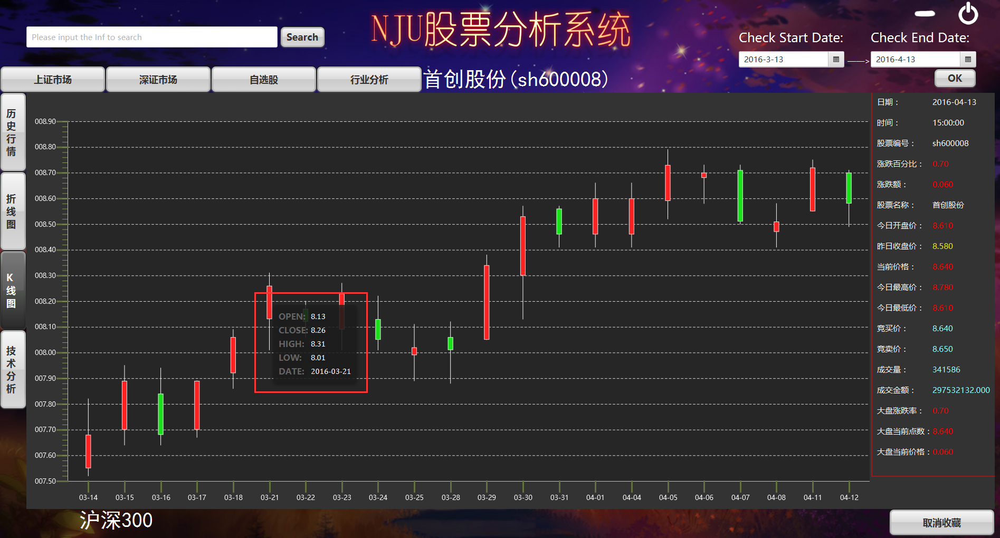 NJU股票分析系统
Please input the Inf to search
Search
Check Start Date:
Check End Date:
2016-3-13
——>
2016-4-13
OK
上证市场
深证市场
自选股
行业分析
首创股份(sh600008)
历史行情
折线图
K线图
技术分析
008.90
008.80
008.70
008.60
008.50
008.40
008.30
008.20
008.10
008.00
007.90
007.80
007.70
007.60
007.50
OPEN: 8.13
CLOSE: 8.26
HIGH: 8.31
LOW: 8.01
DATE: 2016-03-21
03-14 03-15 03-16 03-17 03-18 03-21 03-22 03-23 03-24 03-25 03-28 03-29 03-30 03-31 04-01 04-04 04-05 04-06 04-07 04-08 04-11 04-12
日期： 2016-04-13
时间： 15:00:00
股票编号： sh600008
涨跌百分比： 0.70
涨跌额： 0.060
股票名称： 首创股份
今日开盘价： 8.610
昨日收盘价： 8.580
当前价格： 8.640
今日最高价： 8.780
今日最低价： 8.610
竞买价： 8.640
竞卖价： 8.650
成交量： 341586
成交金额： 297532132.000
大盘涨跌率： 0.70
大盘当前点数： 8.640
大盘当前价格： 0.060
沪深300
取消收藏